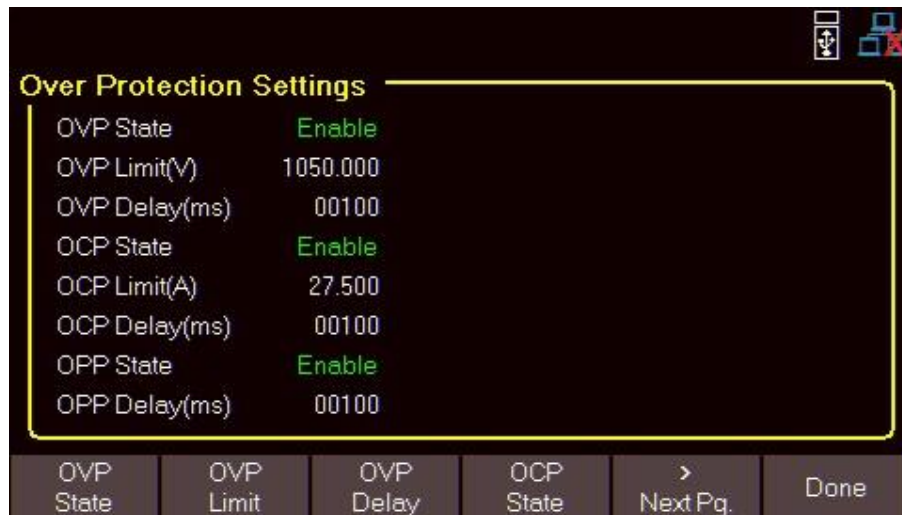 Over Protection Settings
OVP State Enable
OVP Limit(V) 1050.000
OVP Delay(ms) 00100
OCP State Enable
OCP Limit(A) 27.500
OCP Delay(ms) 00100
OPP State Enable
OPP Delay(ms) 00100
OVP State
OVP Limit
OVP Delay
OCP State
> Next Pg.
Done